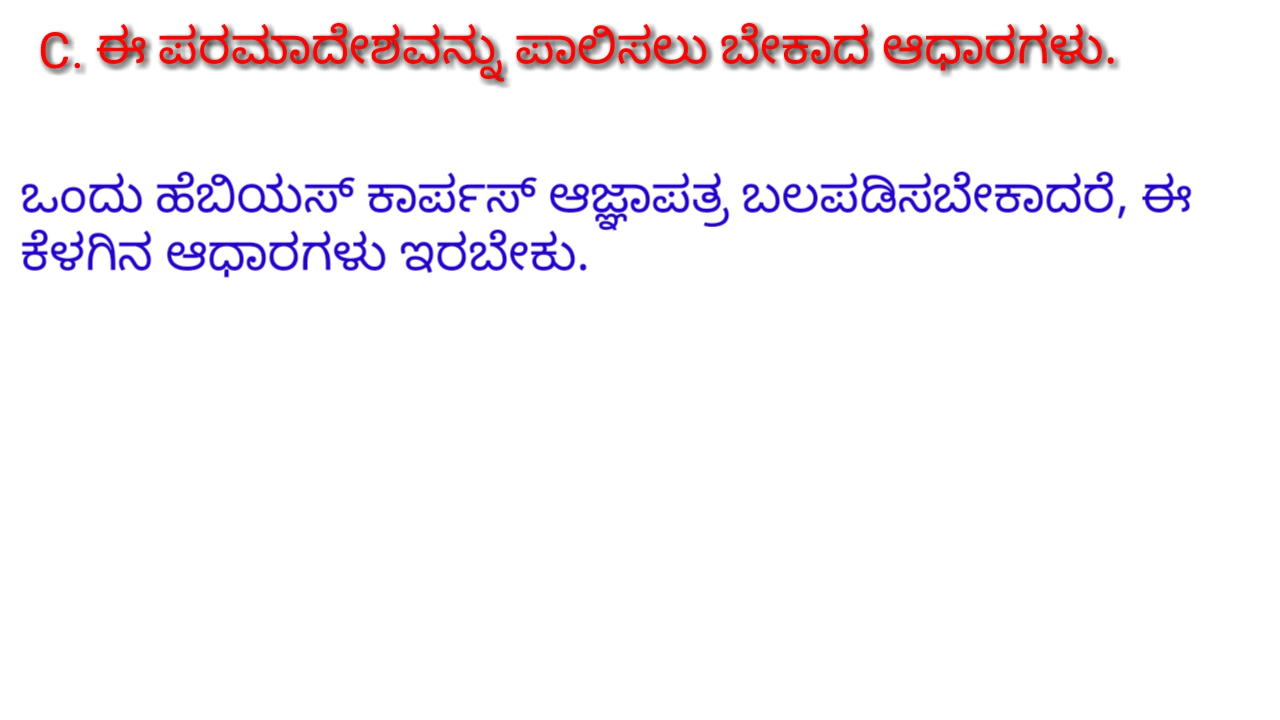 C. ಈ ಪರಮಾದೇಶವನ್ನು ಪಾಲಿಸಲು ಬೇಕಾದ ಆಧಾರಗಳು.
ಒಂದು ಹೆಬಿಯಸ್ ಕಾರ್ಪಸ್ ಆಜ್ಞಾಪತ್ರ ಬಲಪಡಿಸಬೇಕಾದರೆ, ಈ
ಕೆಳಗಿನ ಆಧಾರಗಳು ಇರಬೇಕು.